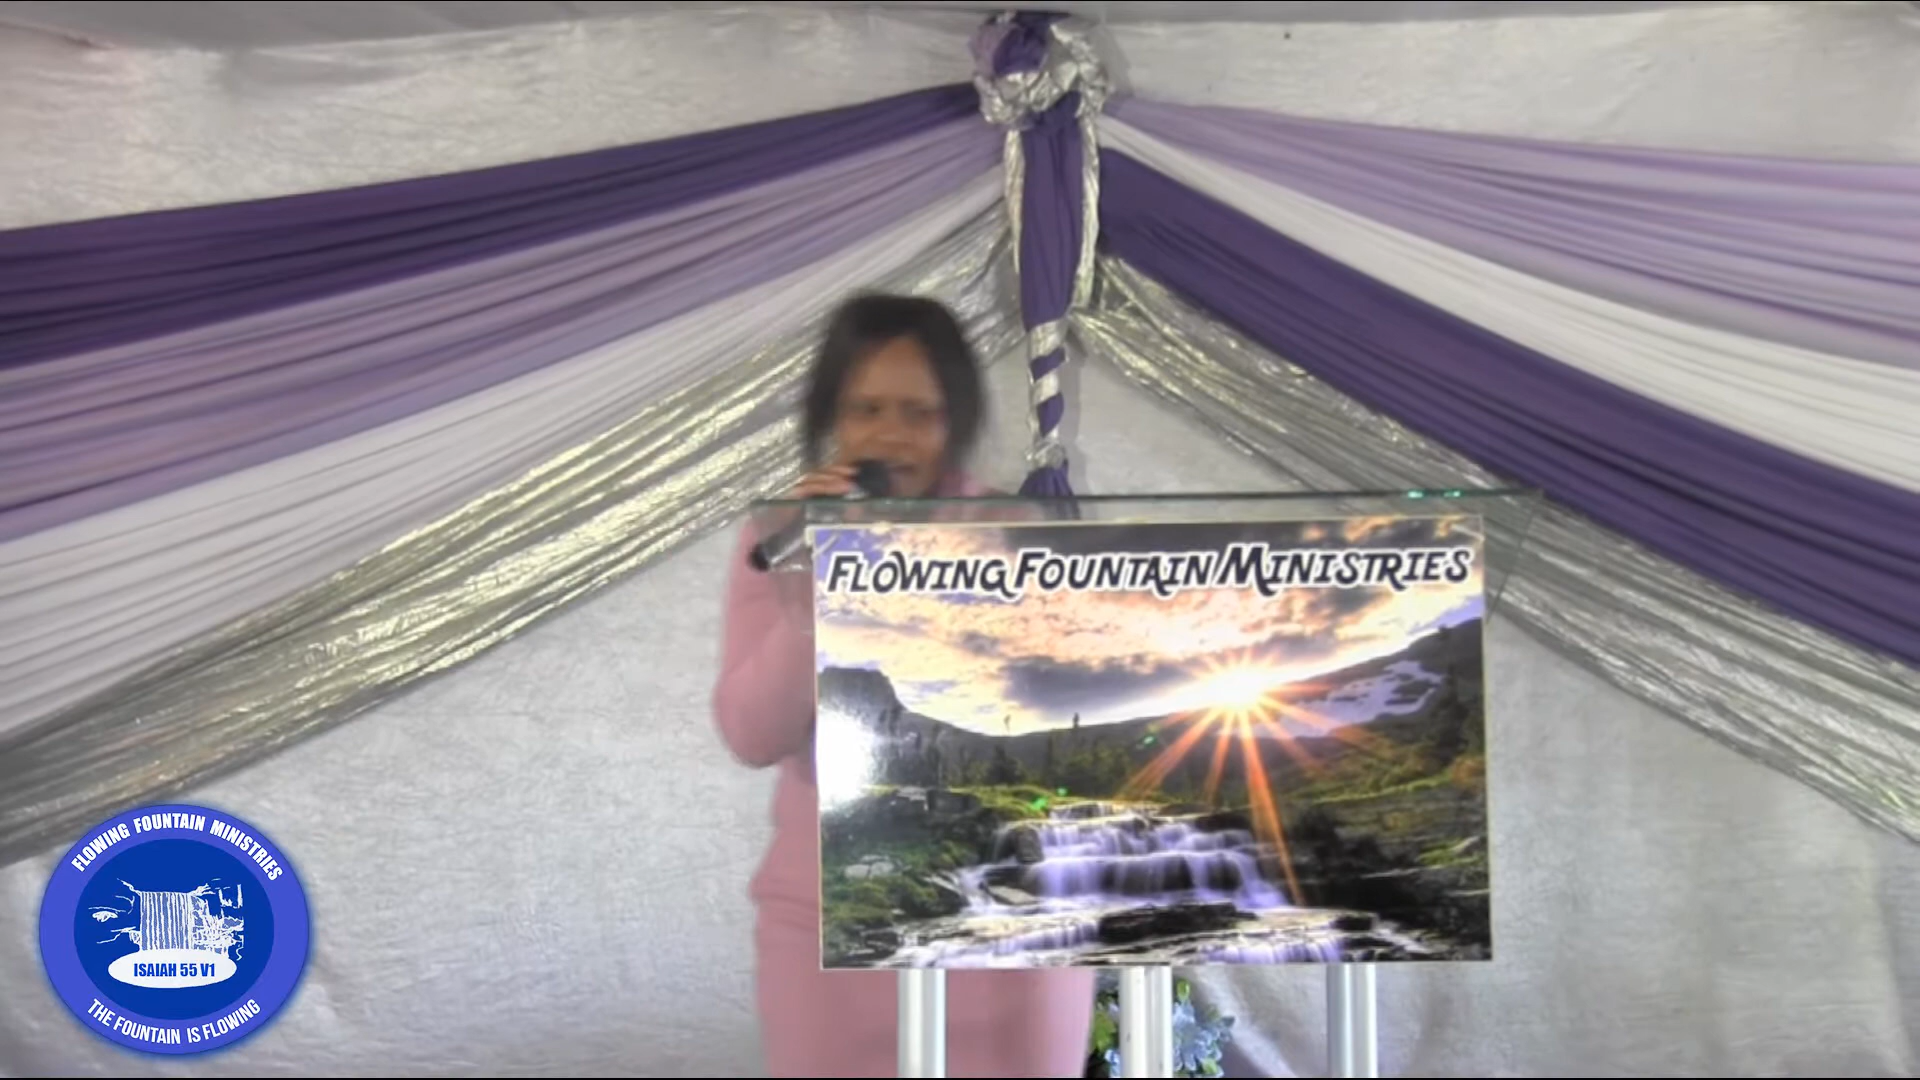 FLOWING FOUNTAIN MINISTRIES
FLOWING FOUNTAIN MINISTRIES
ISAIAH 55 V1
THE FOUNTAIN IS FLOWING